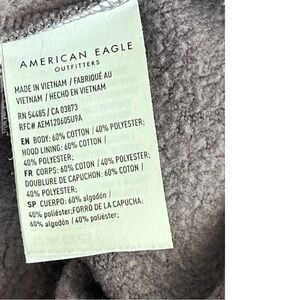 AMERICAN EAGLE
OUTFITTERS
MADE IN VIETNAM / FABRIQUÉ AU
VIETNAM / HECHO EN VIETNAM
RN 54485 / CA 03873
RFC# AEM120605U9A
EN BODY: 60% COTTON / 40% POLYESTER;
HOOD LINING: 60% COTTON /
40% POLYESTER;
FR CORPS: 60% COTON / 40% POLYESTER;
DOUBLURE DE CAPUCHON: 60% COTON /
40% POLYESTER;
SP CUERPO: 60% algodón /
40% poliéster;FORRO DE LA CAPUCHA:
60% algodón / 40% poliéster;